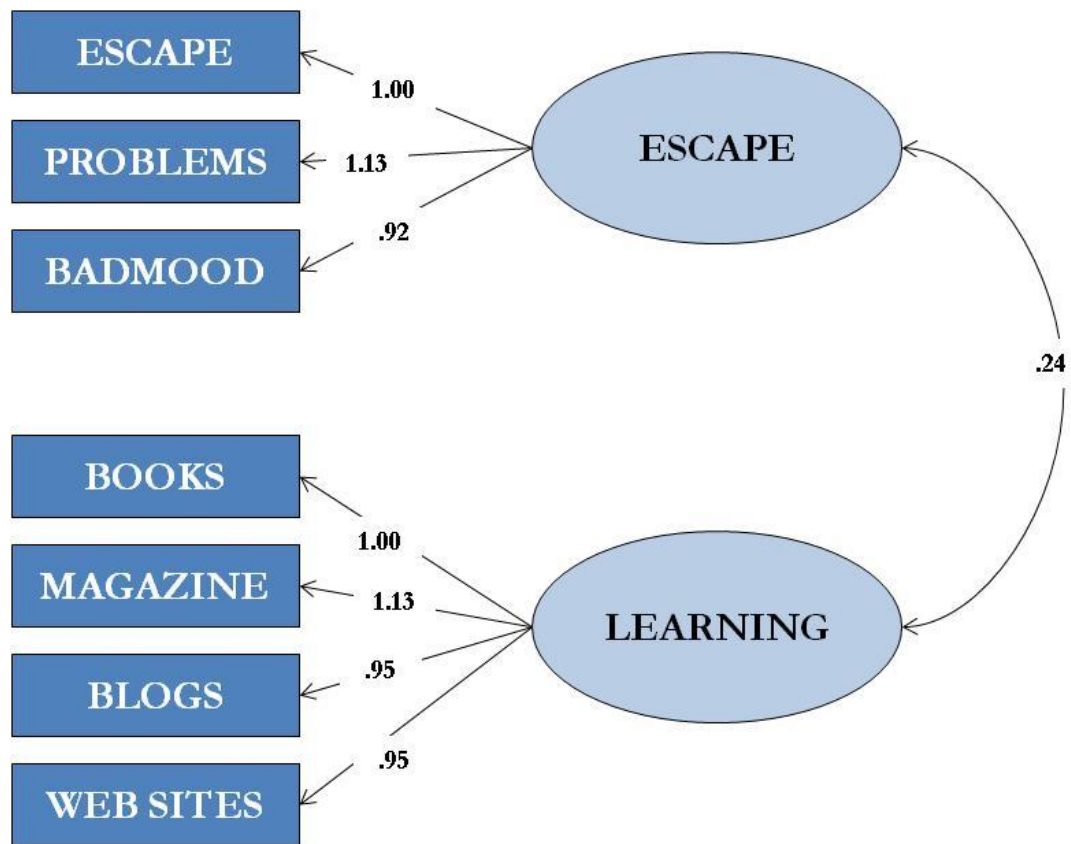 ESCAPE
1.00
ESCAPE
PROBLEMS
1.13
BADMOOD
.92
.24
BOOKS
1.00
MAGAZINE
1.13
LEARNING
BLOGS
.95
WEB SITES
.95